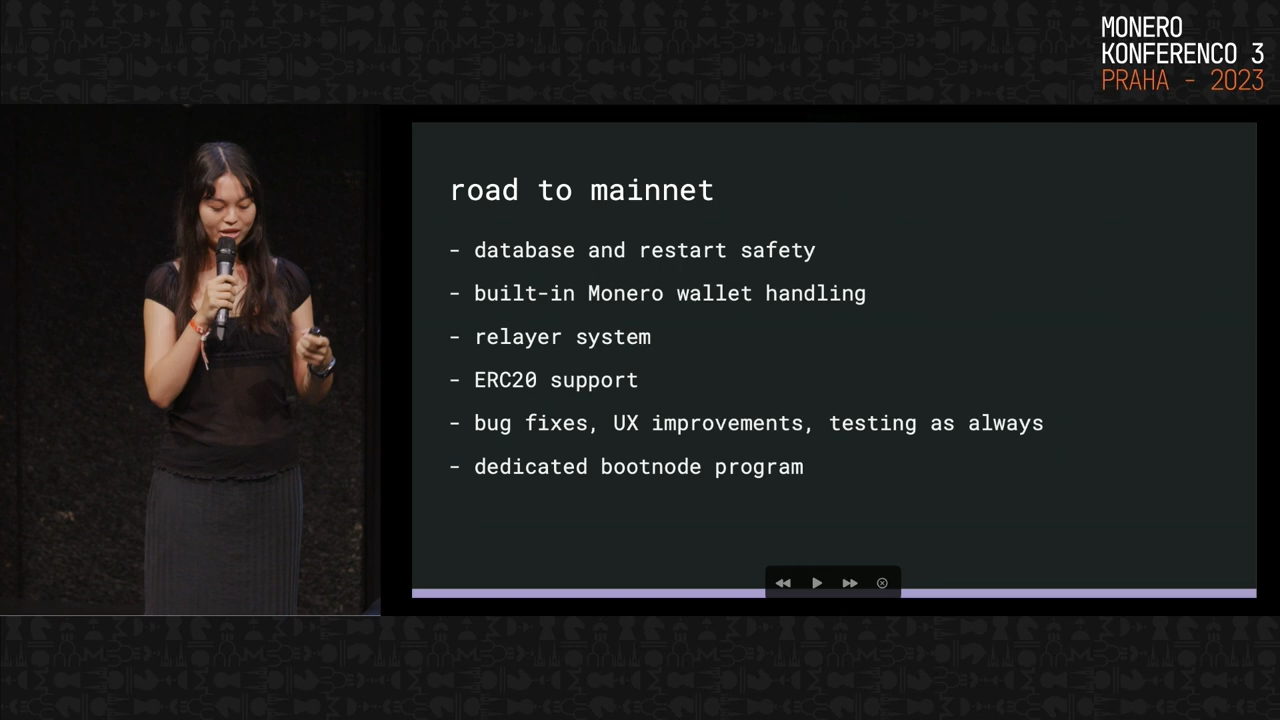 MONERO
KONFERENCO 3
PRAHA - 2023
road to mainnet
- database and restart safety
- built-in Monero wallet handling
- relayer system
- ERC20 support
- bug fixes, UX improvements, testing as always
- dedicated bootnode program